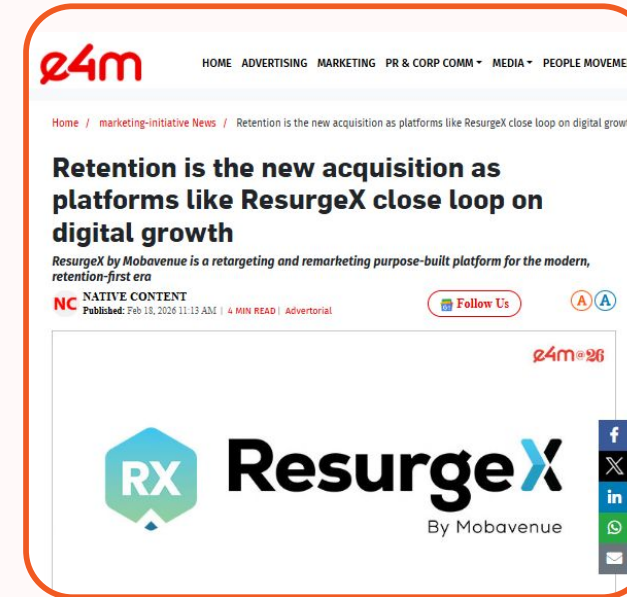 e4m
HOME ADVERTISING MARKETING PR & CORP COMM MEDIA PEOPLE MOVEME
Home / marketing-initiative News / Retention is the new acquisition as platforms like ResurgeX close loop on digital grow
Retention is the new acquisition as
platforms like ResurgeX close loop on
digital growth
ResurgeX by Mobavenue is a retargeting and remarketing purpose-built platform for the modern,
retention-first era
NC NATIVE CONTENT
Published: Feb 18, 2026 11:13 AM | 4 MIN READ | Advertorial
Follow Us
A A
e4m@26
RX ResurgeX
By Mobavenue